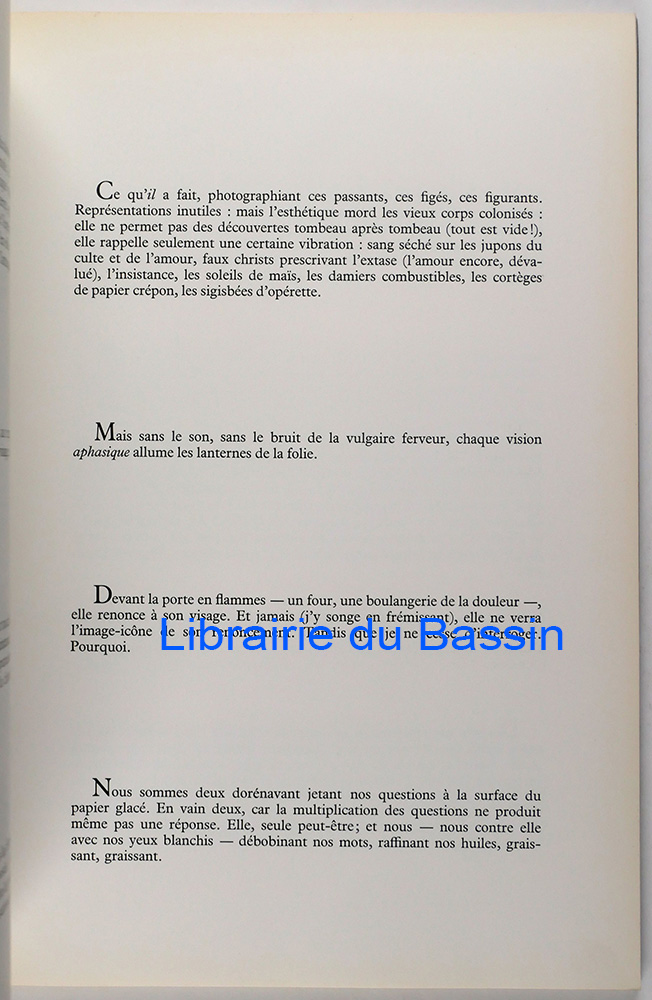 Ce qu'il a fait, photographiant ces passants, ces figés, ces figurants.
Représentations inutiles : mais l'esthétique mord les vieux corps colonisés :
elle ne permet pas des découvertes tombeau après tombeau (tout est vide!),
elle rappelle seulement une certaine vibration : sang séché sur les jupons du
culte et de l'amour, faux christs prescrivant l'extase (l'amour encore, déva-
lué), l'insistance, les soleils de maïs, les damiers combustibles, les cortèges
de papier crépon, les sigisbées d'opérette.
Mais sans le son, sans le bruit de la vulgaire ferveur, chaque vision
aphasique allume les lanternes de la folie.
Devant la porte en flammes — un four, une boulangerie de la douleur —,
elle renonce à son visage. Et jamais (j'y songe en frémissant), elle ne verra
l'image-icône de son renoncement. Tandis que je ne cesse d'interroger.
Librairie du Bassin
Pourquoi.
Nous sommes deux dorénavant jetant nos questions à la surface du
papier glacé. En vain deux, car la multiplication des questions ne produit
même pas une réponse. Elle, seule peut-être; et nous — nous contre elle
avec nos yeux blanchis — débobinant nos mots, raffinant nos huiles, grais-
sant, graissant.